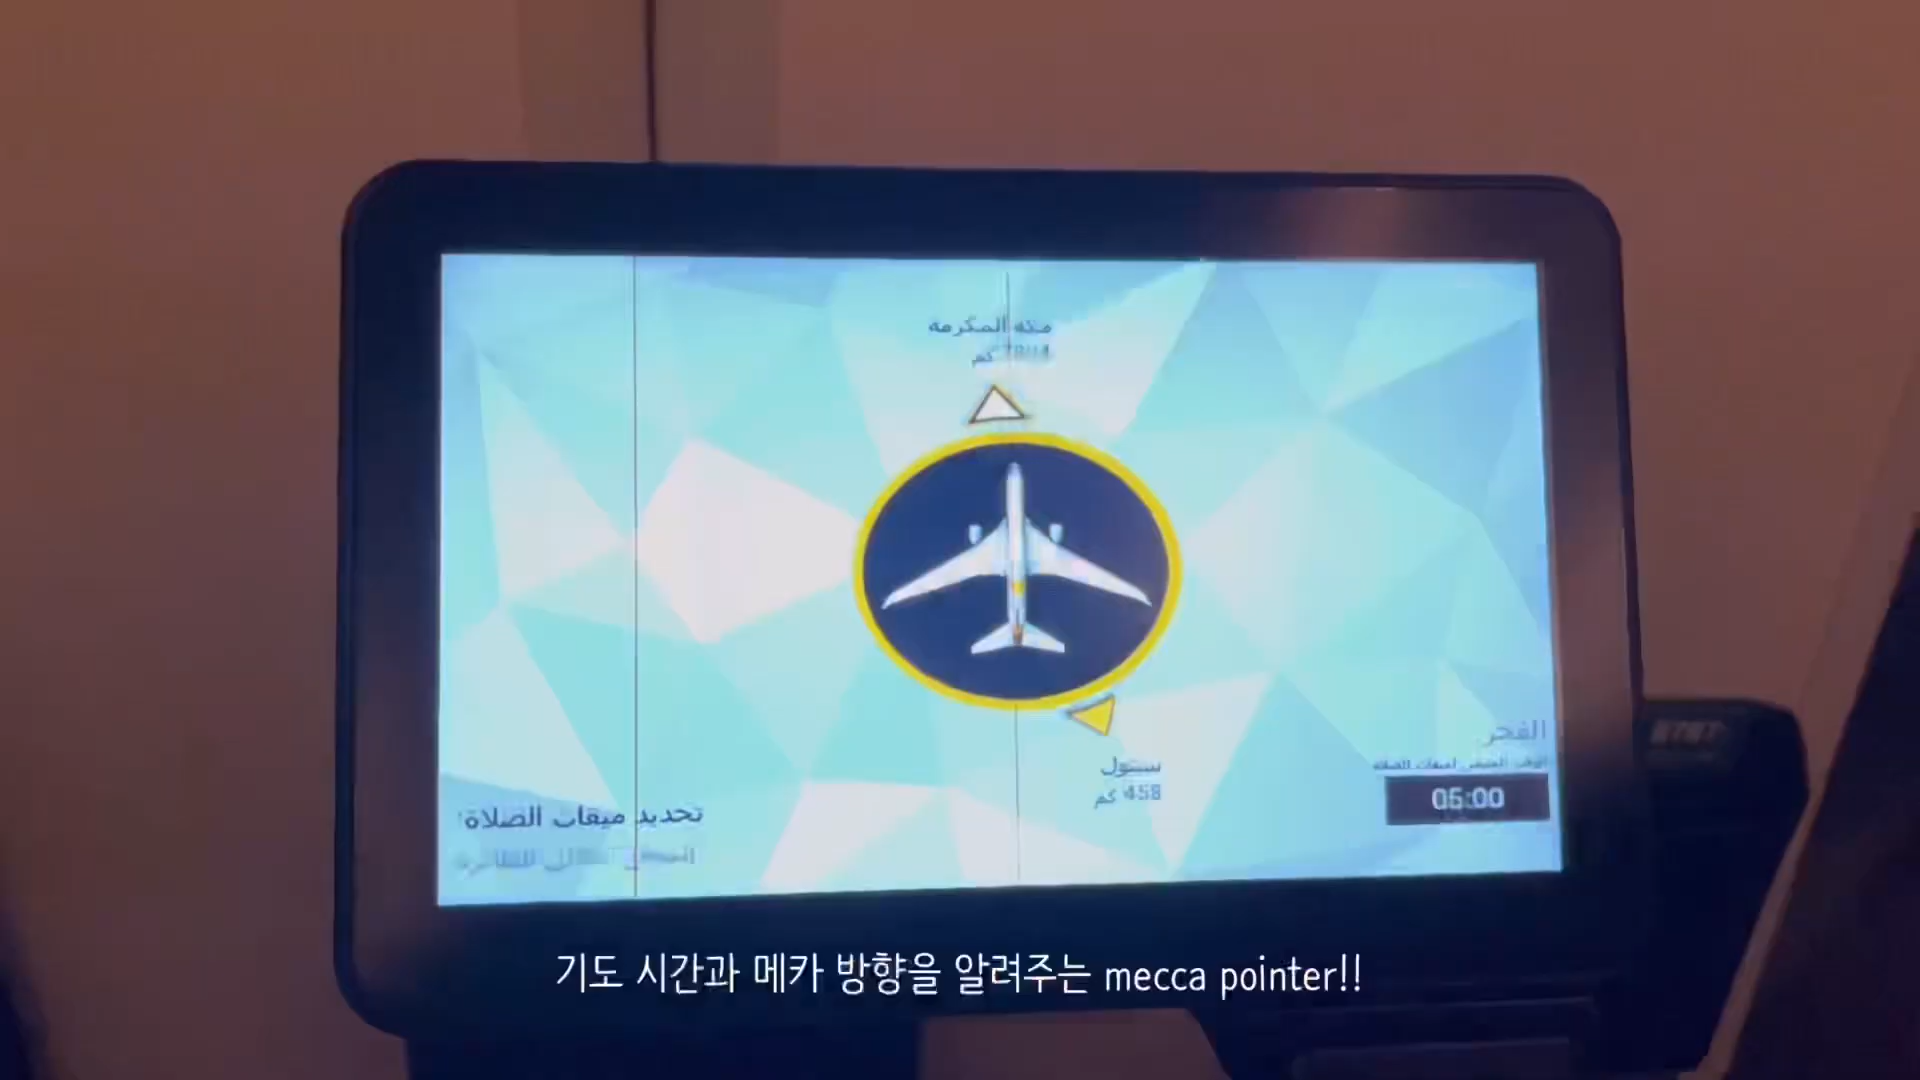 مكة المكرمة
كم
سيئول
458 كم
الفجر
05:00
تحديد ميقات الصلاة:
기도 시간과 메카 방향을 알려주는 mecca pointer!!